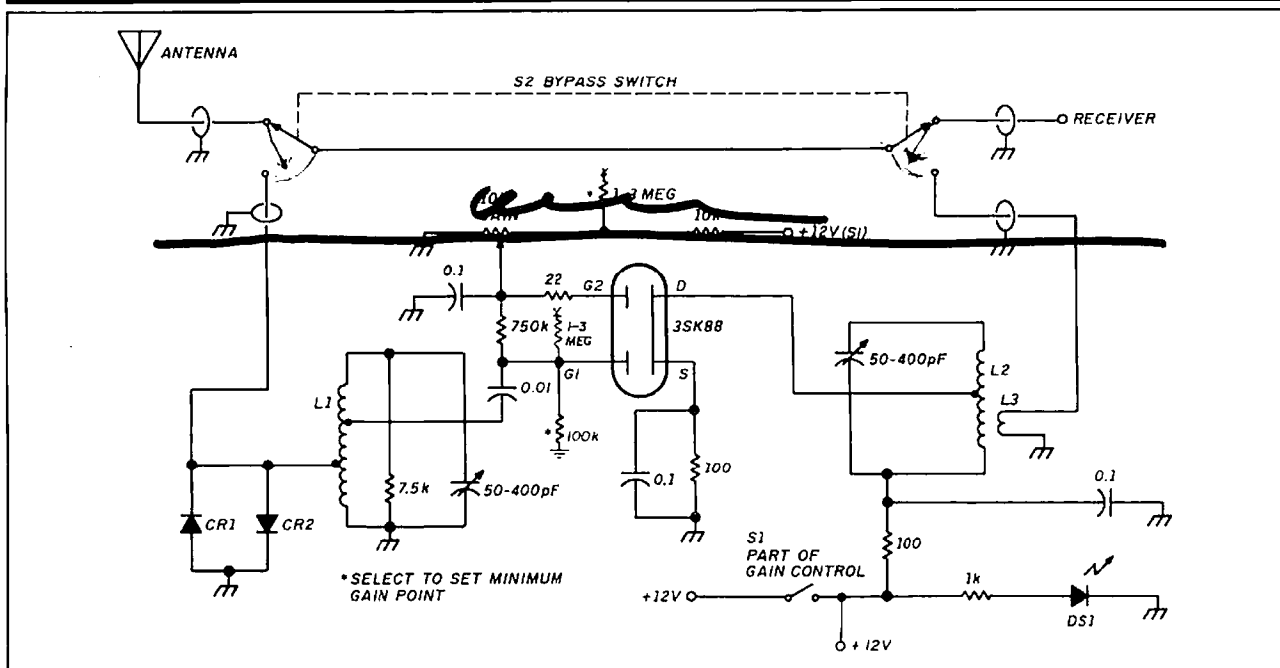 ANTENNA
S2 BYPASS SWITCH
RECEIVER
* 1-3 MEG
+12V (S1)
0.1
22
G2
D
750k
1-3
MEG
3SK88
G1
S
50-400pF
L2
L3
0.01
L1
* 100k
7.5k
50-400pF
0.1
100
0.1
CR1
CR2
* SELECT TO SET MINIMUM
GAIN POINT
S1
PART OF
GAIN CONTROL
100
1k
+12V
DS1
+12V